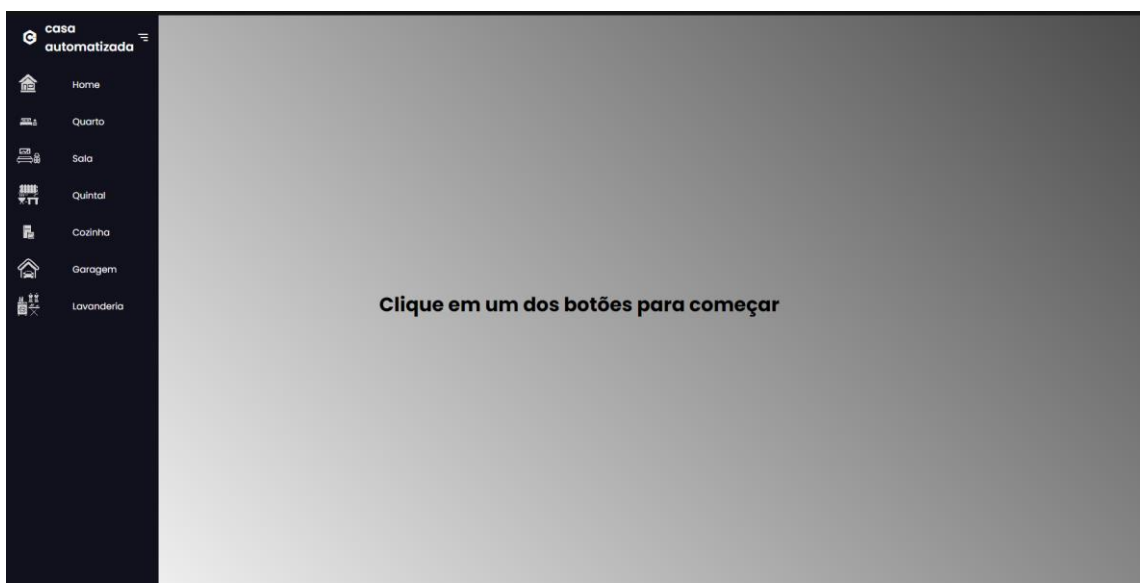 casa
automatizada
Home
Quarto
Sala
Quintal
Cozinha
Garagem
Lavanderia
Clique em um dos botões para começar